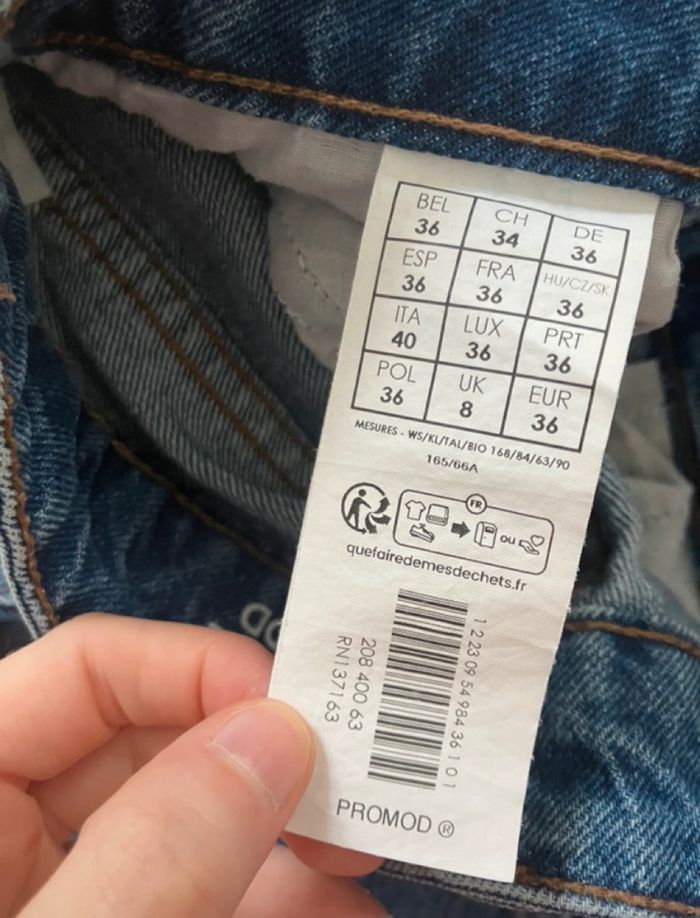 BEL CH DE
36 34 36
ESP FRA HU/CZ/SK
36 36 36
ITA LUX PRT
40 36 36
POL UK EUR
36 8 36
MESURES - WS/KL/TAL/BIO 168/84/63/90
165/66A
FR
OU
quefairedemesdechets.fr
1 2 23 09 54 984 36 1 0 1
208 400 63
RN137163
PROMOD ®